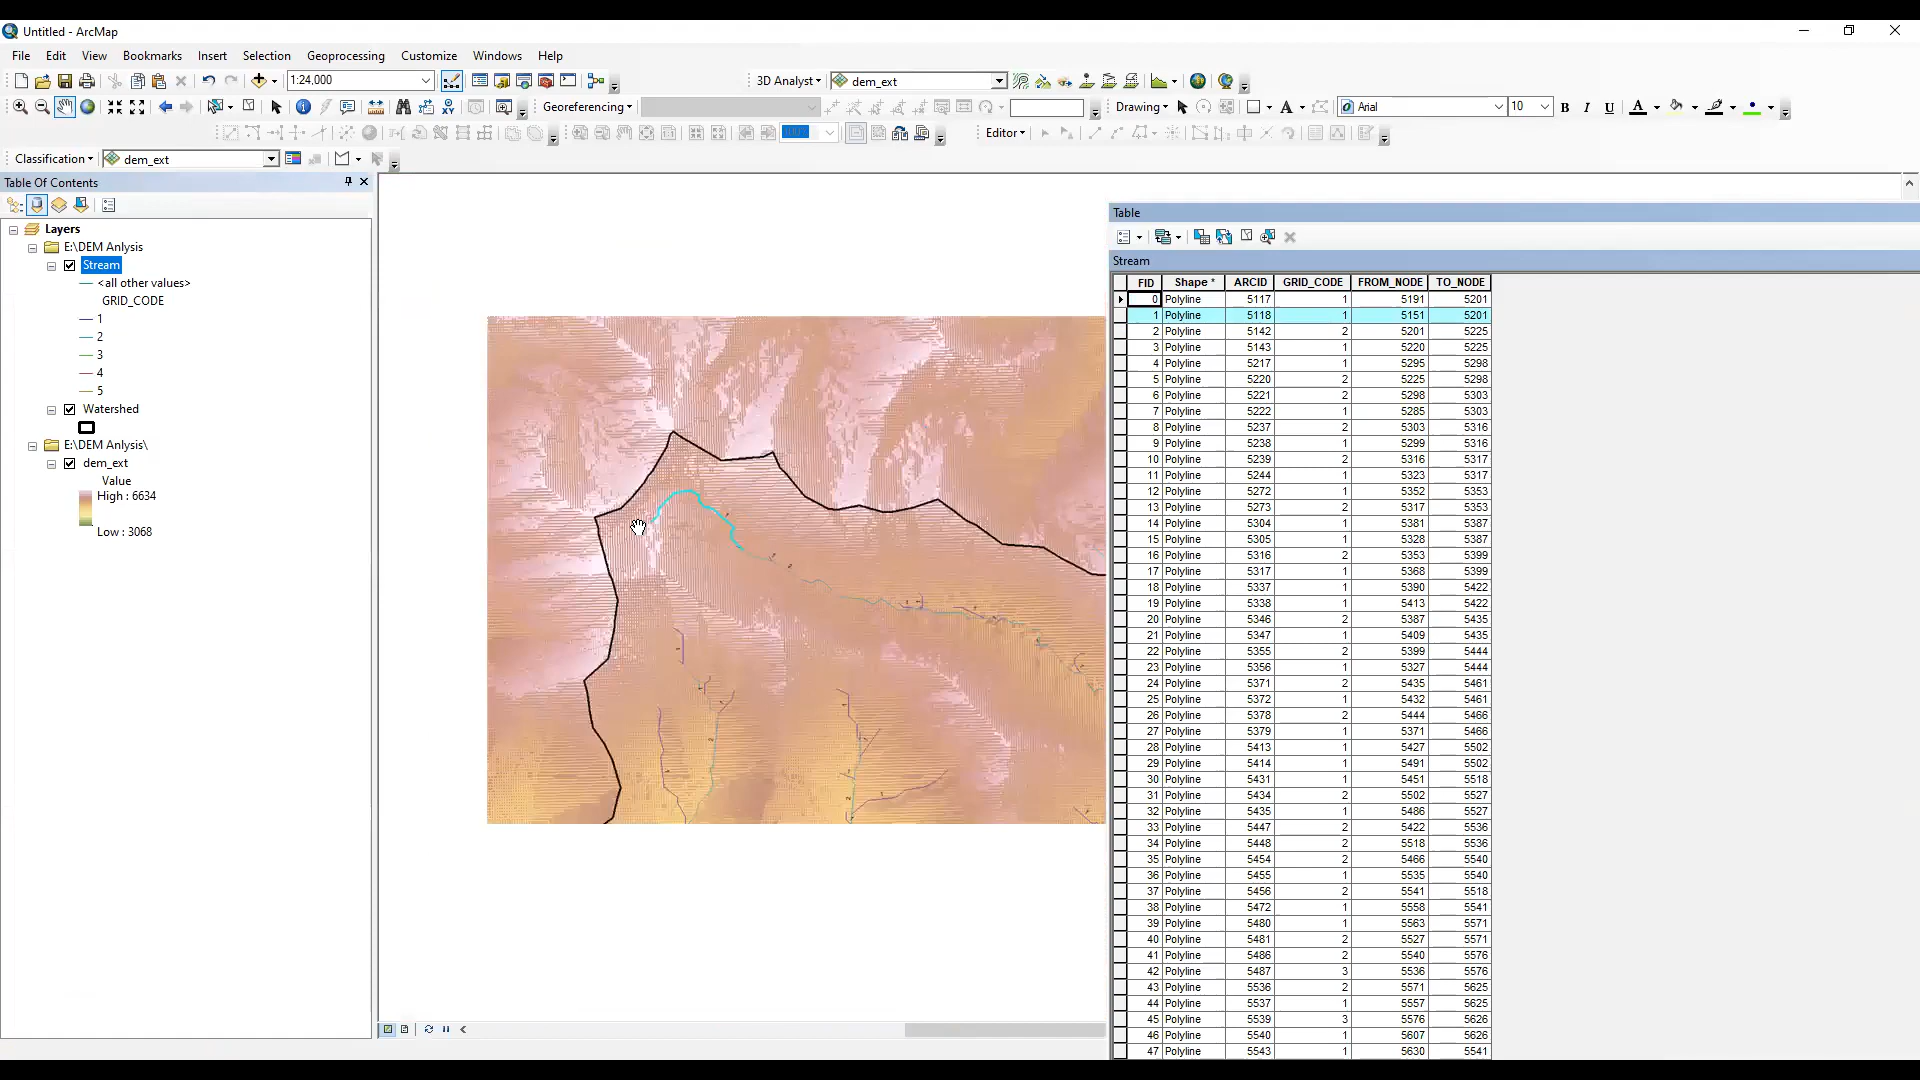 Untitled - ArcMap
File Edit View Bookmarks Insert Selection Geoprocessing Customize Windows Help
1:24,000 3D Analyst dem_ext
Georeferencing Drawing Arial 10 B I U A
Editor
Classification dem_ext
Table Of Contents
Layers
E:\DEM Anlysis
Stream
<all other values>
GRID_CODE
1
2
3
4
5
Watershed
E:\DEM Anlysis\
dem_ext
Value
High : 6634
Low : 3068
Table
Stream
FID Shape * ARCID GRID_CODE FROM_NODE TO_NODE
0 Polyline 5117 1 5191 5201
1 Polyline 5118 1 5151 5201
2 Polyline 5142 2 5201 5225
3 Polyline 5143 1 5220 5225
4 Polyline 5217 1 5295 5298
5 Polyline 5220 2 5225 5298
6 Polyline 5221 2 5298 5303
7 Polyline 5222 1 5285 5303
8 Polyline 5237 2 5303 5316
9 Polyline 5238 1 5299 5316
10 Polyline 5239 2 5316 5317
11 Polyline 5244 1 5323 5317
12 Polyline 5272 1 5352 5353
13 Polyline 5273 2 5317 5353
14 Polyline 5304 1 5381 5387
15 Polyline 5305 1 5328 5387
16 Polyline 5316 2 5353 5399
17 Polyline 5317 1 5368 5399
18 Polyline 5337 1 5390 5422
19 Polyline 5338 1 5413 5422
20 Polyline 5346 2 5387 5435
21 Polyline 5347 1 5409 5435
22 Polyline 5355 2 5399 5444
23 Polyline 5356 1 5327 5444
24 Polyline 5371 2 5435 5461
25 Polyline 5372 1 5432 5461
26 Polyline 5378 2 5444 5466
27 Polyline 5379 1 5371 5466
28 Polyline 5413 1 5427 5502
29 Polyline 5414 1 5491 5502
30 Polyline 5431 1 5451 5518
31 Polyline 5434 2 5502 5527
32 Polyline 5435 1 5486 5527
33 Polyline 5447 2 5422 5536
34 Polyline 5448 2 5518 5536
35 Polyline 5454 2 5466 5540
36 Polyline 5455 1 5535 5540
37 Polyline 5456 2 5541 5518
38 Polyline 5472 1 5558 5541
39 Polyline 5480 1 5563 5571
40 Polyline 5481 2 5527 5571
41 Polyline 5486 2 5540 5576
42 Polyline 5487 3 5536 5576
43 Polyline 5536 2 5571 5625
44 Polyline 5537 1 5557 5625
45 Polyline 5539 3 5576 5626
46 Polyline 5540 1 5607 5626
47 Polyline 5543 1 5630 5541